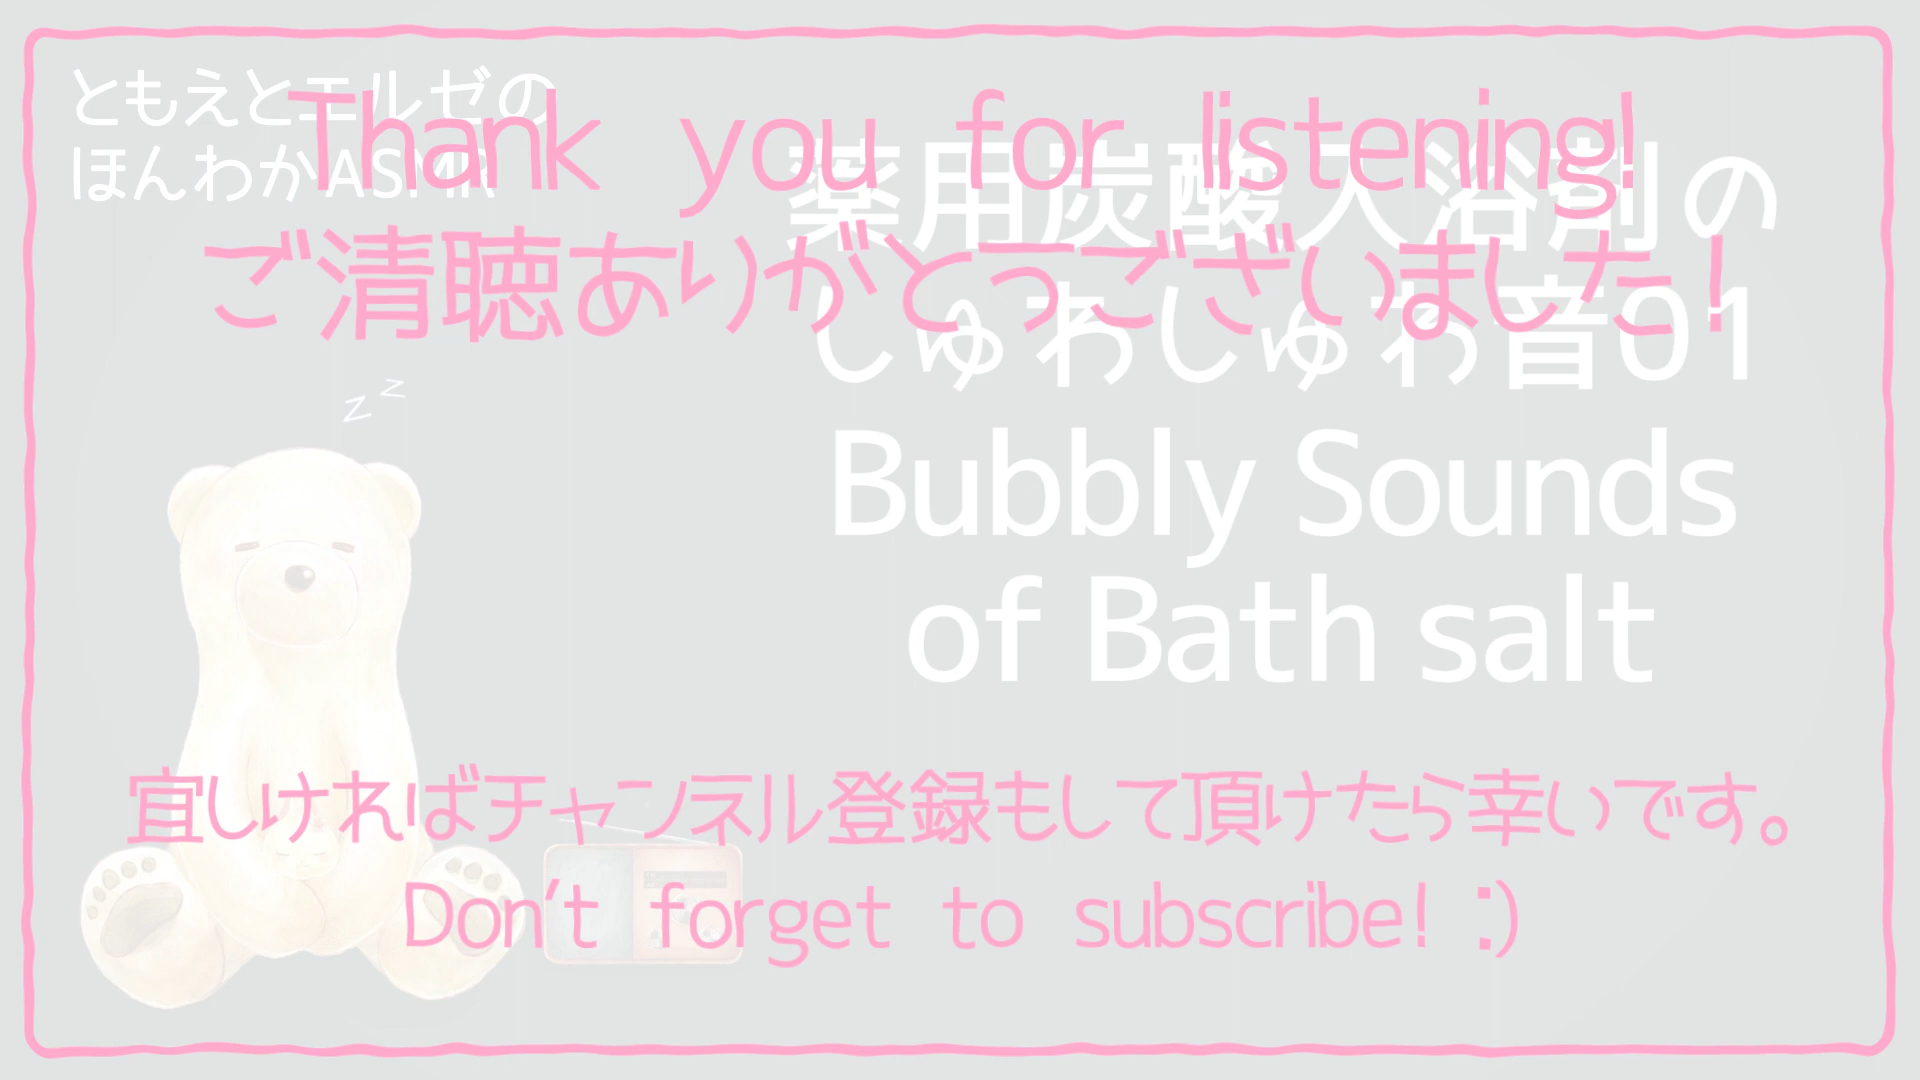 ともえとエルゼの
ほんわかASMR
Thank you for listening!
ご清聴ありがとうございました！
薬用炭酸入浴剤の
しゅわしゅわ音01
Bubbly Sounds
of Bath salt
z z
宜しければチャンネル登録もして頂けたら幸いです。
Don't forget to subscribe! :)